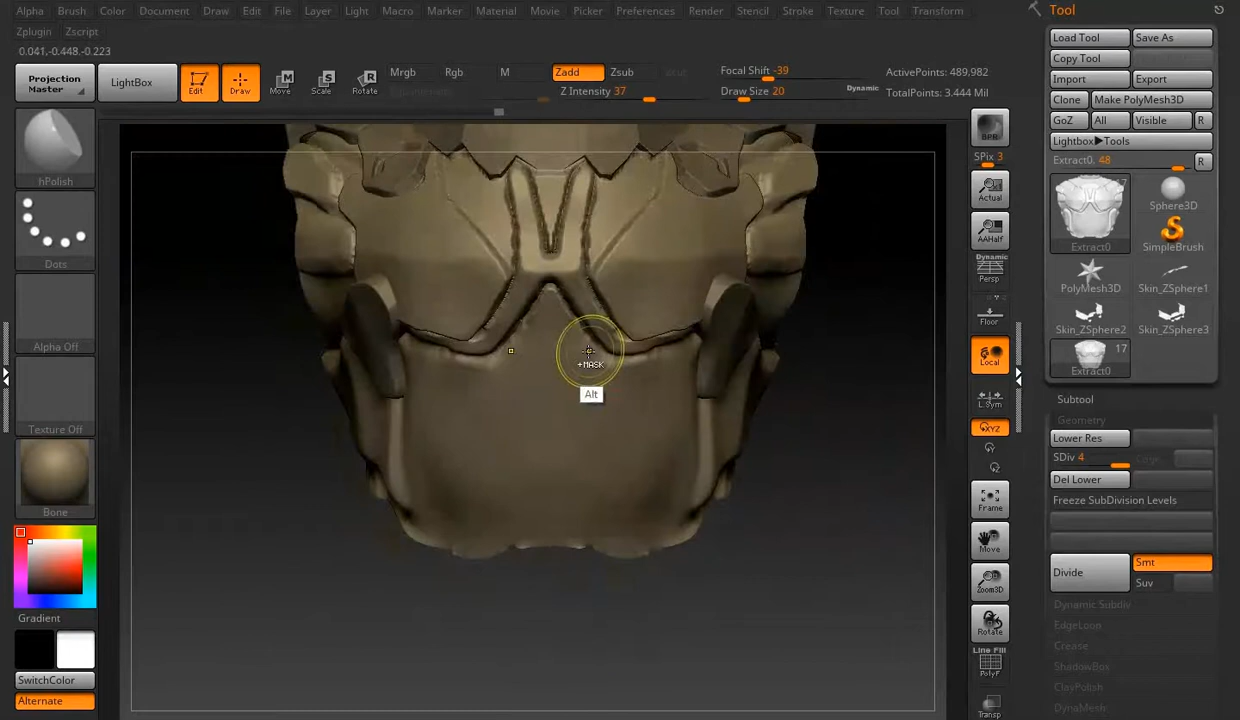 Alpha Brush Color Document Draw Edit File Layer Light Macro Marker Material Movie Picker Preferences Render Stencil Stroke Texture Tool Transform
Zplugin Zscript
0.041,-0.448,-0.223
Projection Master
LightBox
Edit
Draw
Move
Scale
Rotate
Mrgb Rgb M
Zadd
Zsub
Z Intensity 37
Focal Shift -39
Draw Size 20
Dynamic
ActivePoints: 489,982
TotalPoints: 3.444 Mil
hPolish
Dots
Alpha Off
Texture Off
Bone
Gradient
SwitchColor
Alternate
+MASK
Alt
BPR
SPix 3
Actual
AAHalf
Dynamic
Persp
Floor
Local
L.Sym
XYZ
Y
Z
Frame
Move
Zoom3D
Rotate
Line Fill
PolyF
Transp
Tool
Load Tool Save As
Copy Tool
Import Export
Clone Make PolyMesh3D
GoZ All Visible R
Lightbox▶Tools
Extract0. 48 R
17
Extract0
Sphere3D
SimpleBrush
PolyMesh3D Skin_ZSphere1
Skin_ZSphere2 Skin_ZSphere3
17
Extract0
Subtool
Geometry
Lower Res
SDiv 4
Del Lower
Freeze SubDivision Levels
Divide
Smt
Suv
Dynamic Subdiv
EdgeLoop
Crease
ShadowBox
ClayPolish
DynaMesh